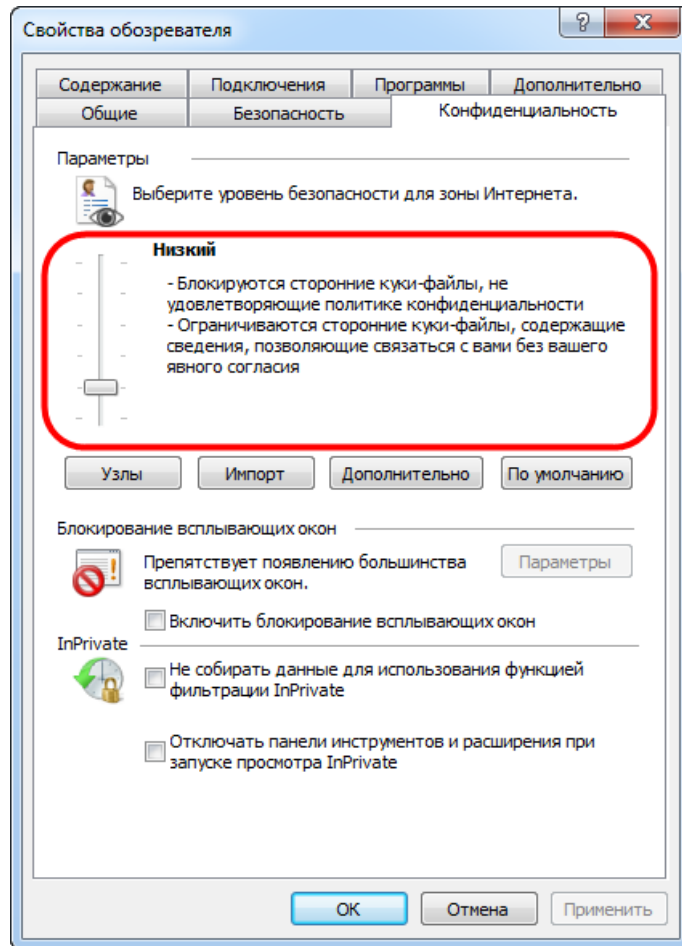 Свойства обозревателя
Содержание Подключения Программы Дополнительно
Общие Безопасность Конфиденциальность
Параметры
Выберите уровень безопасности для зоны Интернета.
Низкий
- Блокируются сторонние куки-файлы, не
удовлетворяющие политике конфиденциальности
- Ограничиваются сторонние куки-файлы, содержащие
сведения, позволяющие связаться с вами без вашего
явного согласия
Узлы Импорт Дополнительно По умолчанию
Блокирование всплывающих окон
Препятствует появлению большинства
всплывающих окон.
Параметры
Включить блокирование всплывающих окон
InPrivate
Не собирать данные для использования функцией
фильтрации InPrivate
Отключать панели инструментов и расширения при
запуске просмотра InPrivate
ОК Отмена Применить